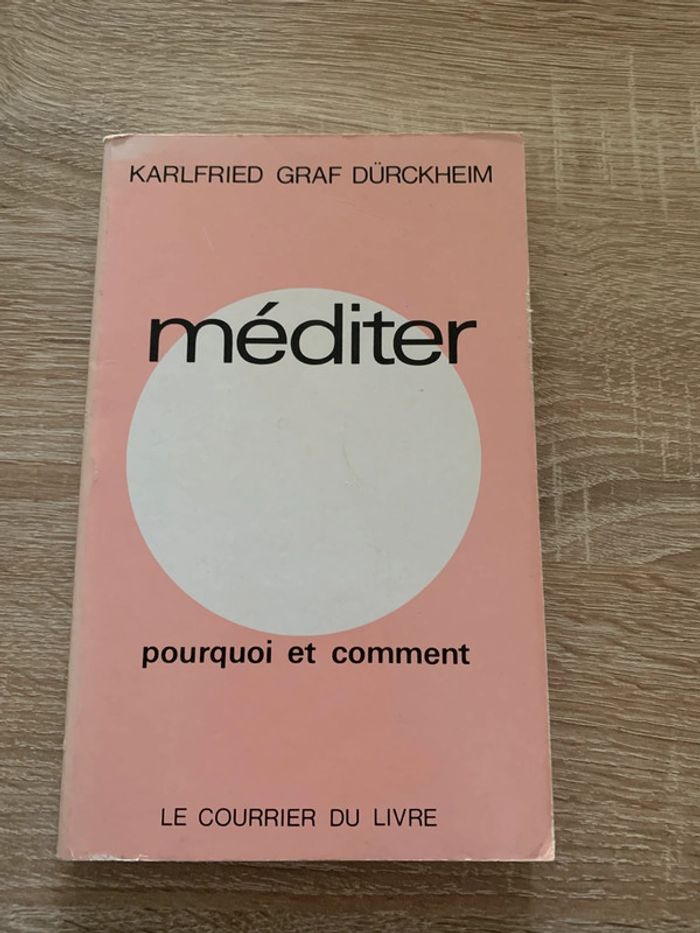 KARLFRIED GRAF DÜRCKHEIM
méditer
pourquoi et comment
LE COURRIER DU LIVRE